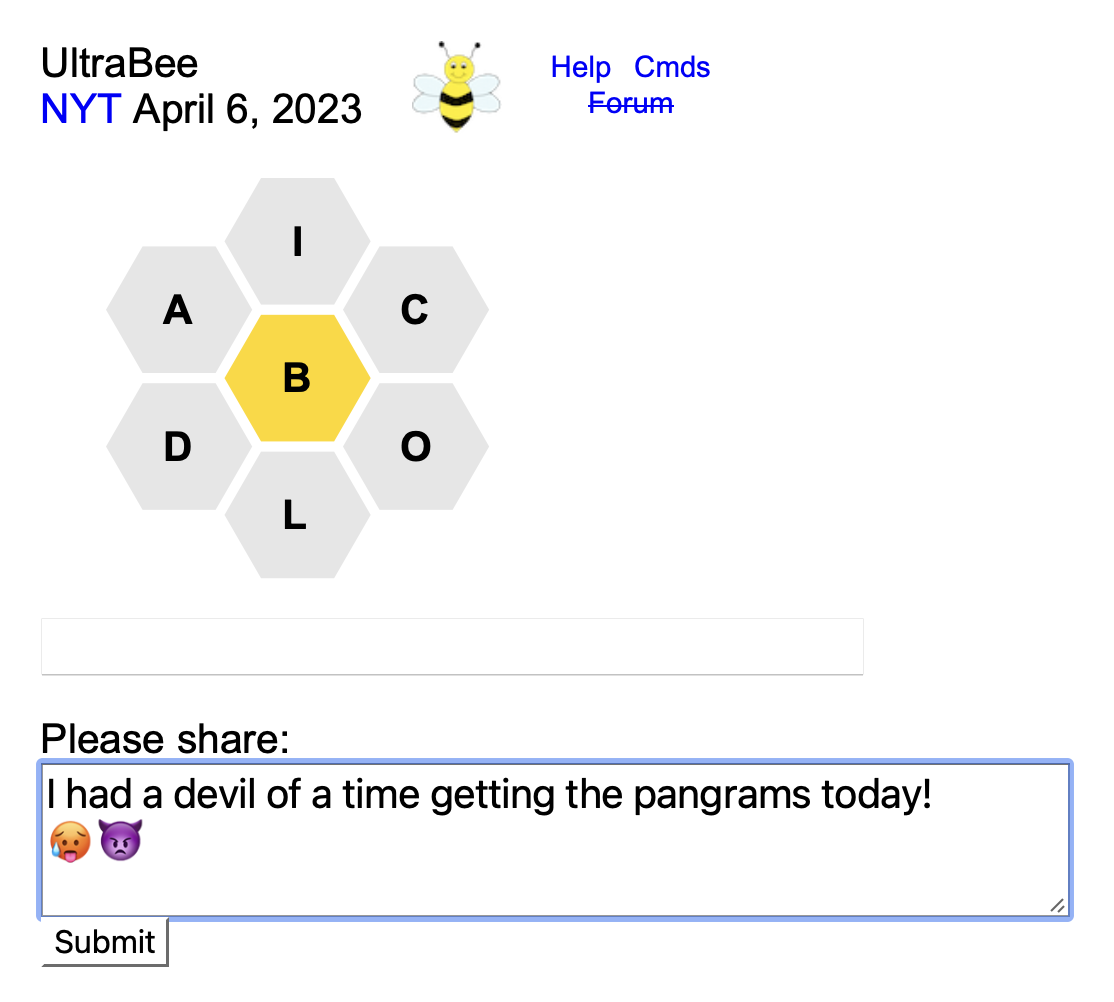 UltraBee
NYT April 6, 2023
Help Cmds
Forum
I
A
C
B
D
O
L
Please share:
I had a devil of a time getting the pangrams today!
🥵👿
Submit